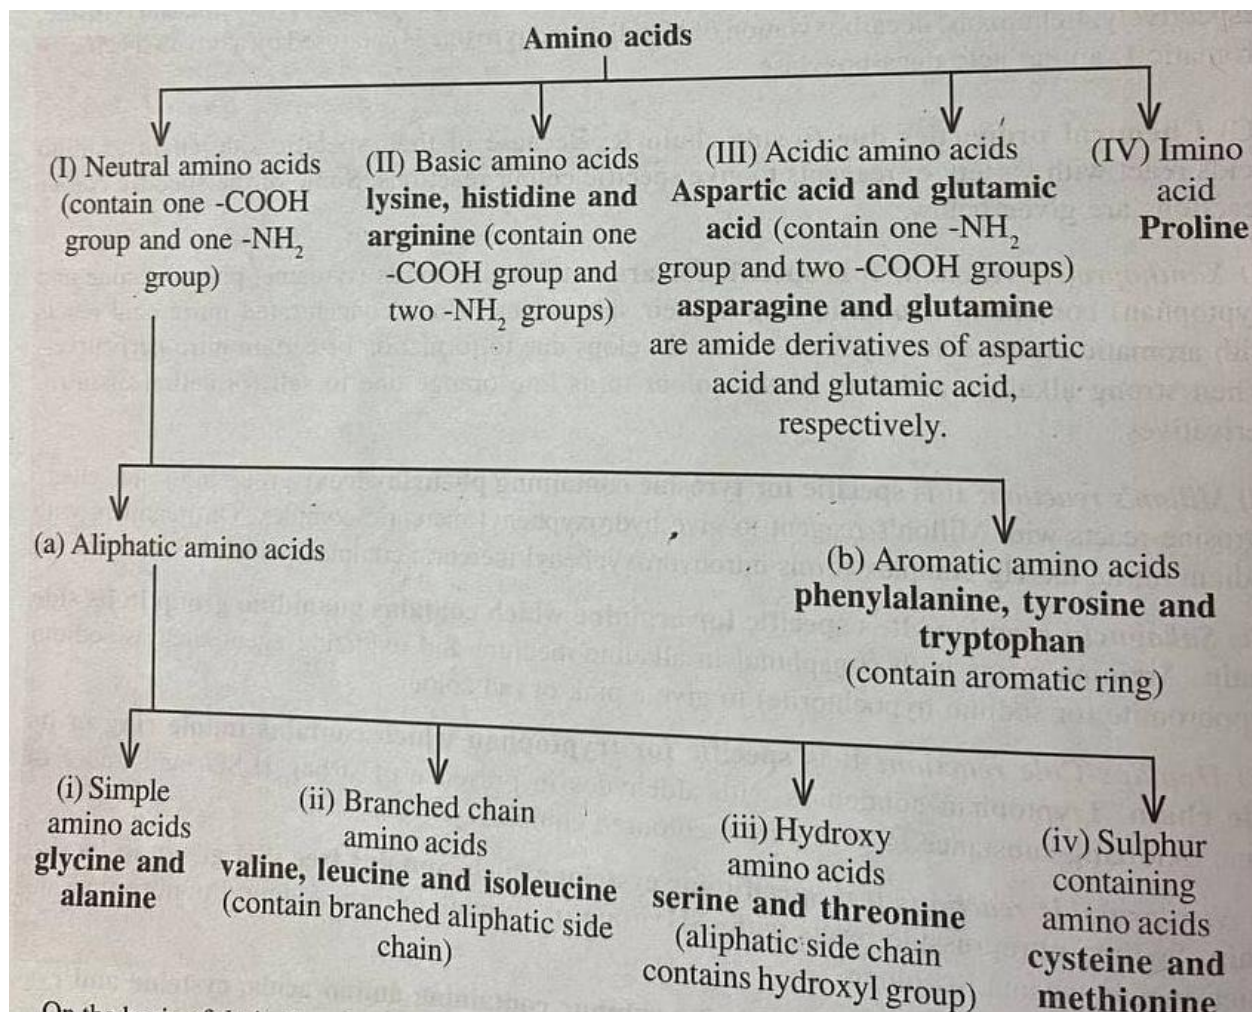 Amino acids
(I) Neutral amino acids
(contain one -COOH
group and one -NH₂
group)
(II) Basic amino acids
lysine, histidine and
arginine (contain one
-COOH group and
two -NH₂ groups)
(III) Acidic amino acids
Aspartic acid and glutamic
acid (contain one -NH₂
group and two -COOH groups)
asparagine and glutamine
are amide derivatives of aspartic
acid and glutamic acid,
respectively.
(IV) Imino
acid
Proline
(a) Aliphatic amino acids
(b) Aromatic amino acids
phenylalanine, tyrosine and
tryptophan
(contain aromatic ring)
(i) Simple
amino acids
glycine and
alanine
(ii) Branched chain
amino acids
valine, leucine and isoleucine
(contain branched aliphatic side
chain)
(iii) Hydroxy
amino acids
serine and threonine
(aliphatic side chain
contains hydroxyl group)
(iv) Sulphur
containing
amino acids
cysteine and
methionine